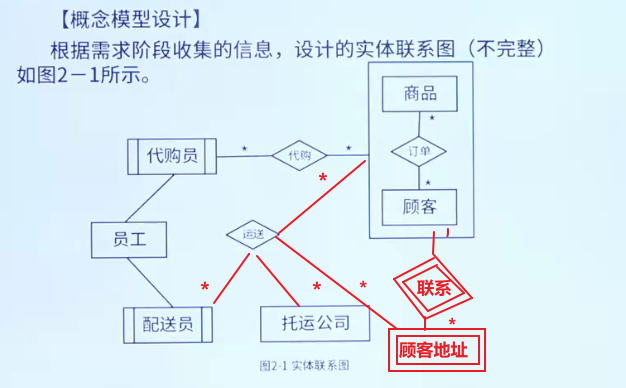 【概念模型设计】
根据需求阶段收集的信息，设计的实体联系图（不完整）
如图2－1所示。
商品
*
代购员
*
代购
*
订单
*
*
顾客
员工
运送
1
*
*
*
联系
*
配送员
托运公司
顾客地址
图2-1 实体联系图